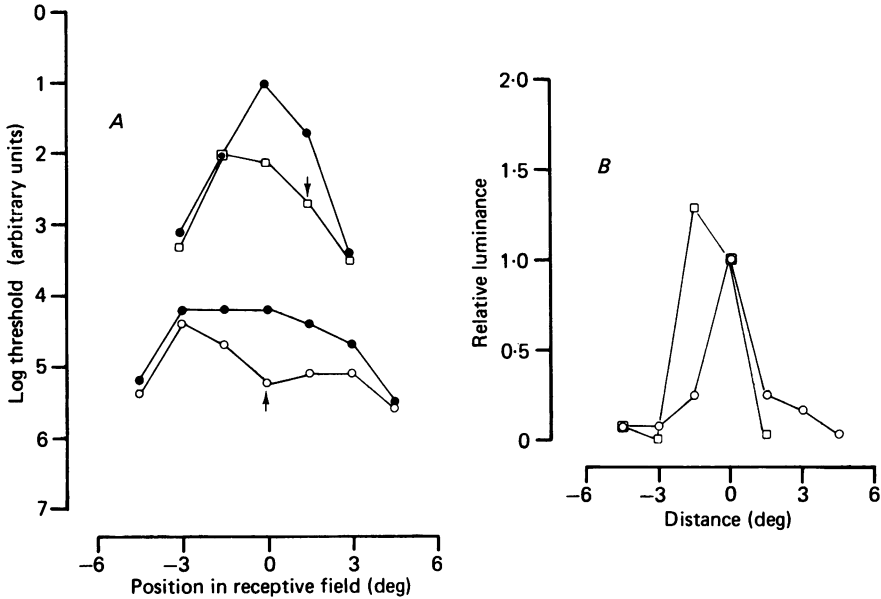 A
Log threshold (arbitrary units)
0
1
2
3
4
5
6
7
−6 −3 0 3 6
Position in receptive field (deg)
B
Relative luminance
2·0
1·5
1·0
0·5
0
−6 −3 0 3 6
Distance (deg)